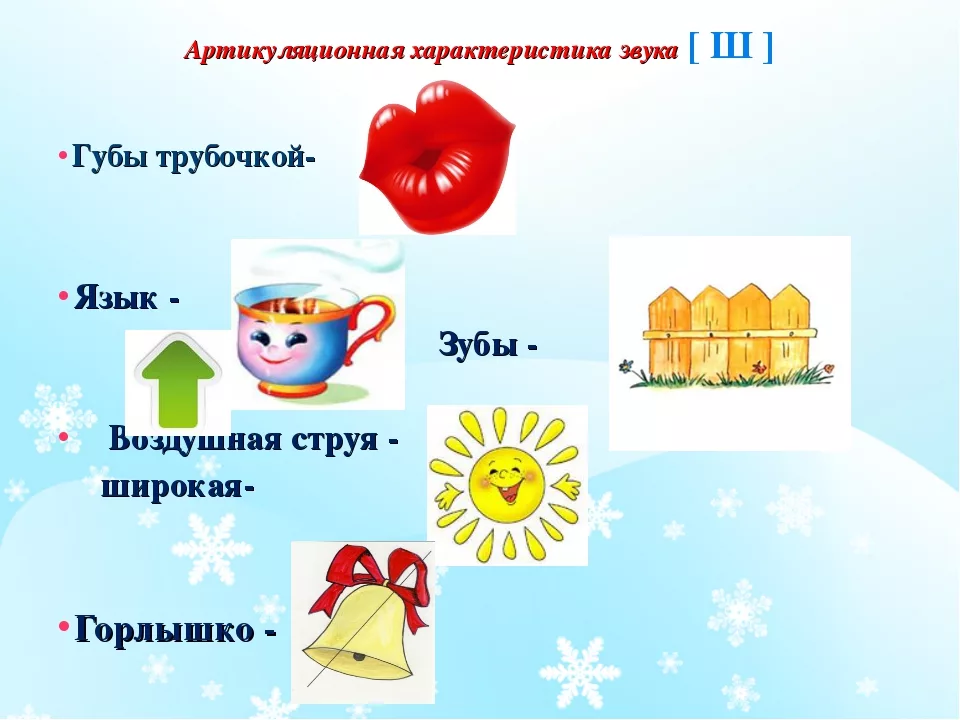 Артикуляционная характеристика звука [ Ш ]
• Губы трубочкой-
• Язык -
Зубы -
• Воздушная струя -
широкая-
• Горлышко -